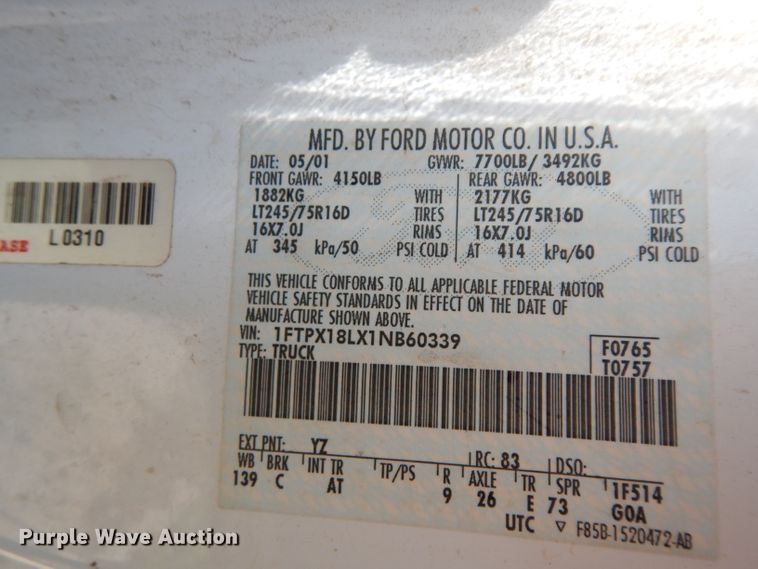 MFD. BY FORD MOTOR CO. IN U.S.A.
DATE: 05/01 GVWR: 7700LB/ 3492KG
FRONT GAWR: 4150LB REAR GAWR: 4800LB
1882KG WITH 2177KG WITH
LT245/75R16D TIRES LT245/75R16D TIRES
16X7.0J RIMS 16X7.0J RIMS
AT 345 kPa/50 PSI COLD AT 414 kPa/60 PSI COLD
THIS VEHICLE CONFORMS TO ALL APPLICABLE FEDERAL MOTOR
VEHICLE SAFETY STANDARDS IN EFFECT ON THE DATE OF
MANUFACTURE SHOWN ABOVE.
VIN: 1FTPX18LX1NB60339
TYPE: TRUCK
F0765
T0757
EXT PNT: YZ RC: 83 DSO:
WB BRK INT TR TP/PS R AXLE TR SPR 1F514
139 C AT 9 26 E 73 G0A
UTC ▽ F85B-1520472-AB
L0310
ASE
Purple Wave Auction